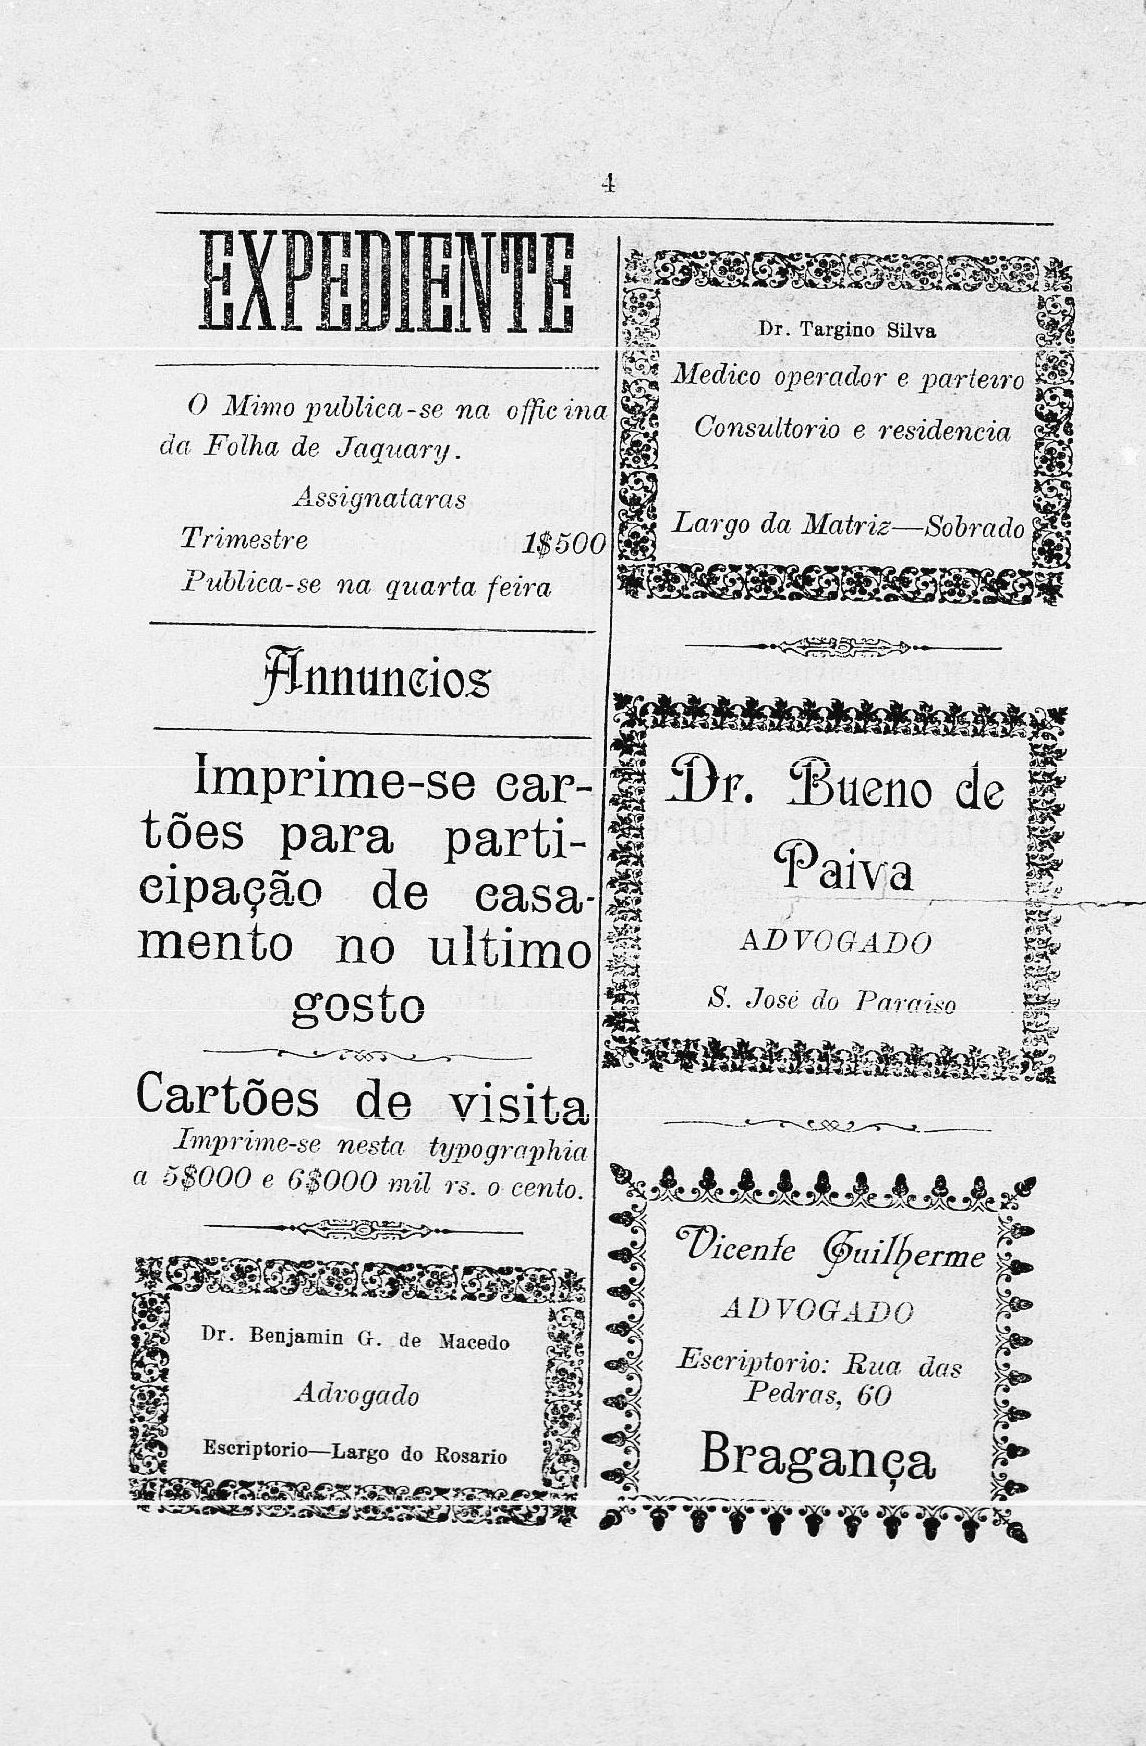 4
EXPEDIENTE
O Mimo publica-se na officina
da Folha de Jaquary.
Assignataras
Trimestre 1$500
Publica-se na quarta feira
Annuncios
Imprime-se car-
tões para parti-
cipação de casa-
mento no ultimo
gosto
Cartões de visita
Imprime-se nesta typographia
a 5$000 e 6$000 mil rs. o cento.
Dr. Benjamin G. de Macedo
Advogado
Escriptorio—Largo do Rosario
Dr. Targino Silva
Medico operador e parteiro
Consultorio e residencia
Largo da Matriz—Sobrado
Dr. Bueno de
Paiva
ADVOGADO
S. José do Paraiso
Vicente Guilherme
ADVOGADO
Escriptorio: Rua das
Pedras, 60
Bragança